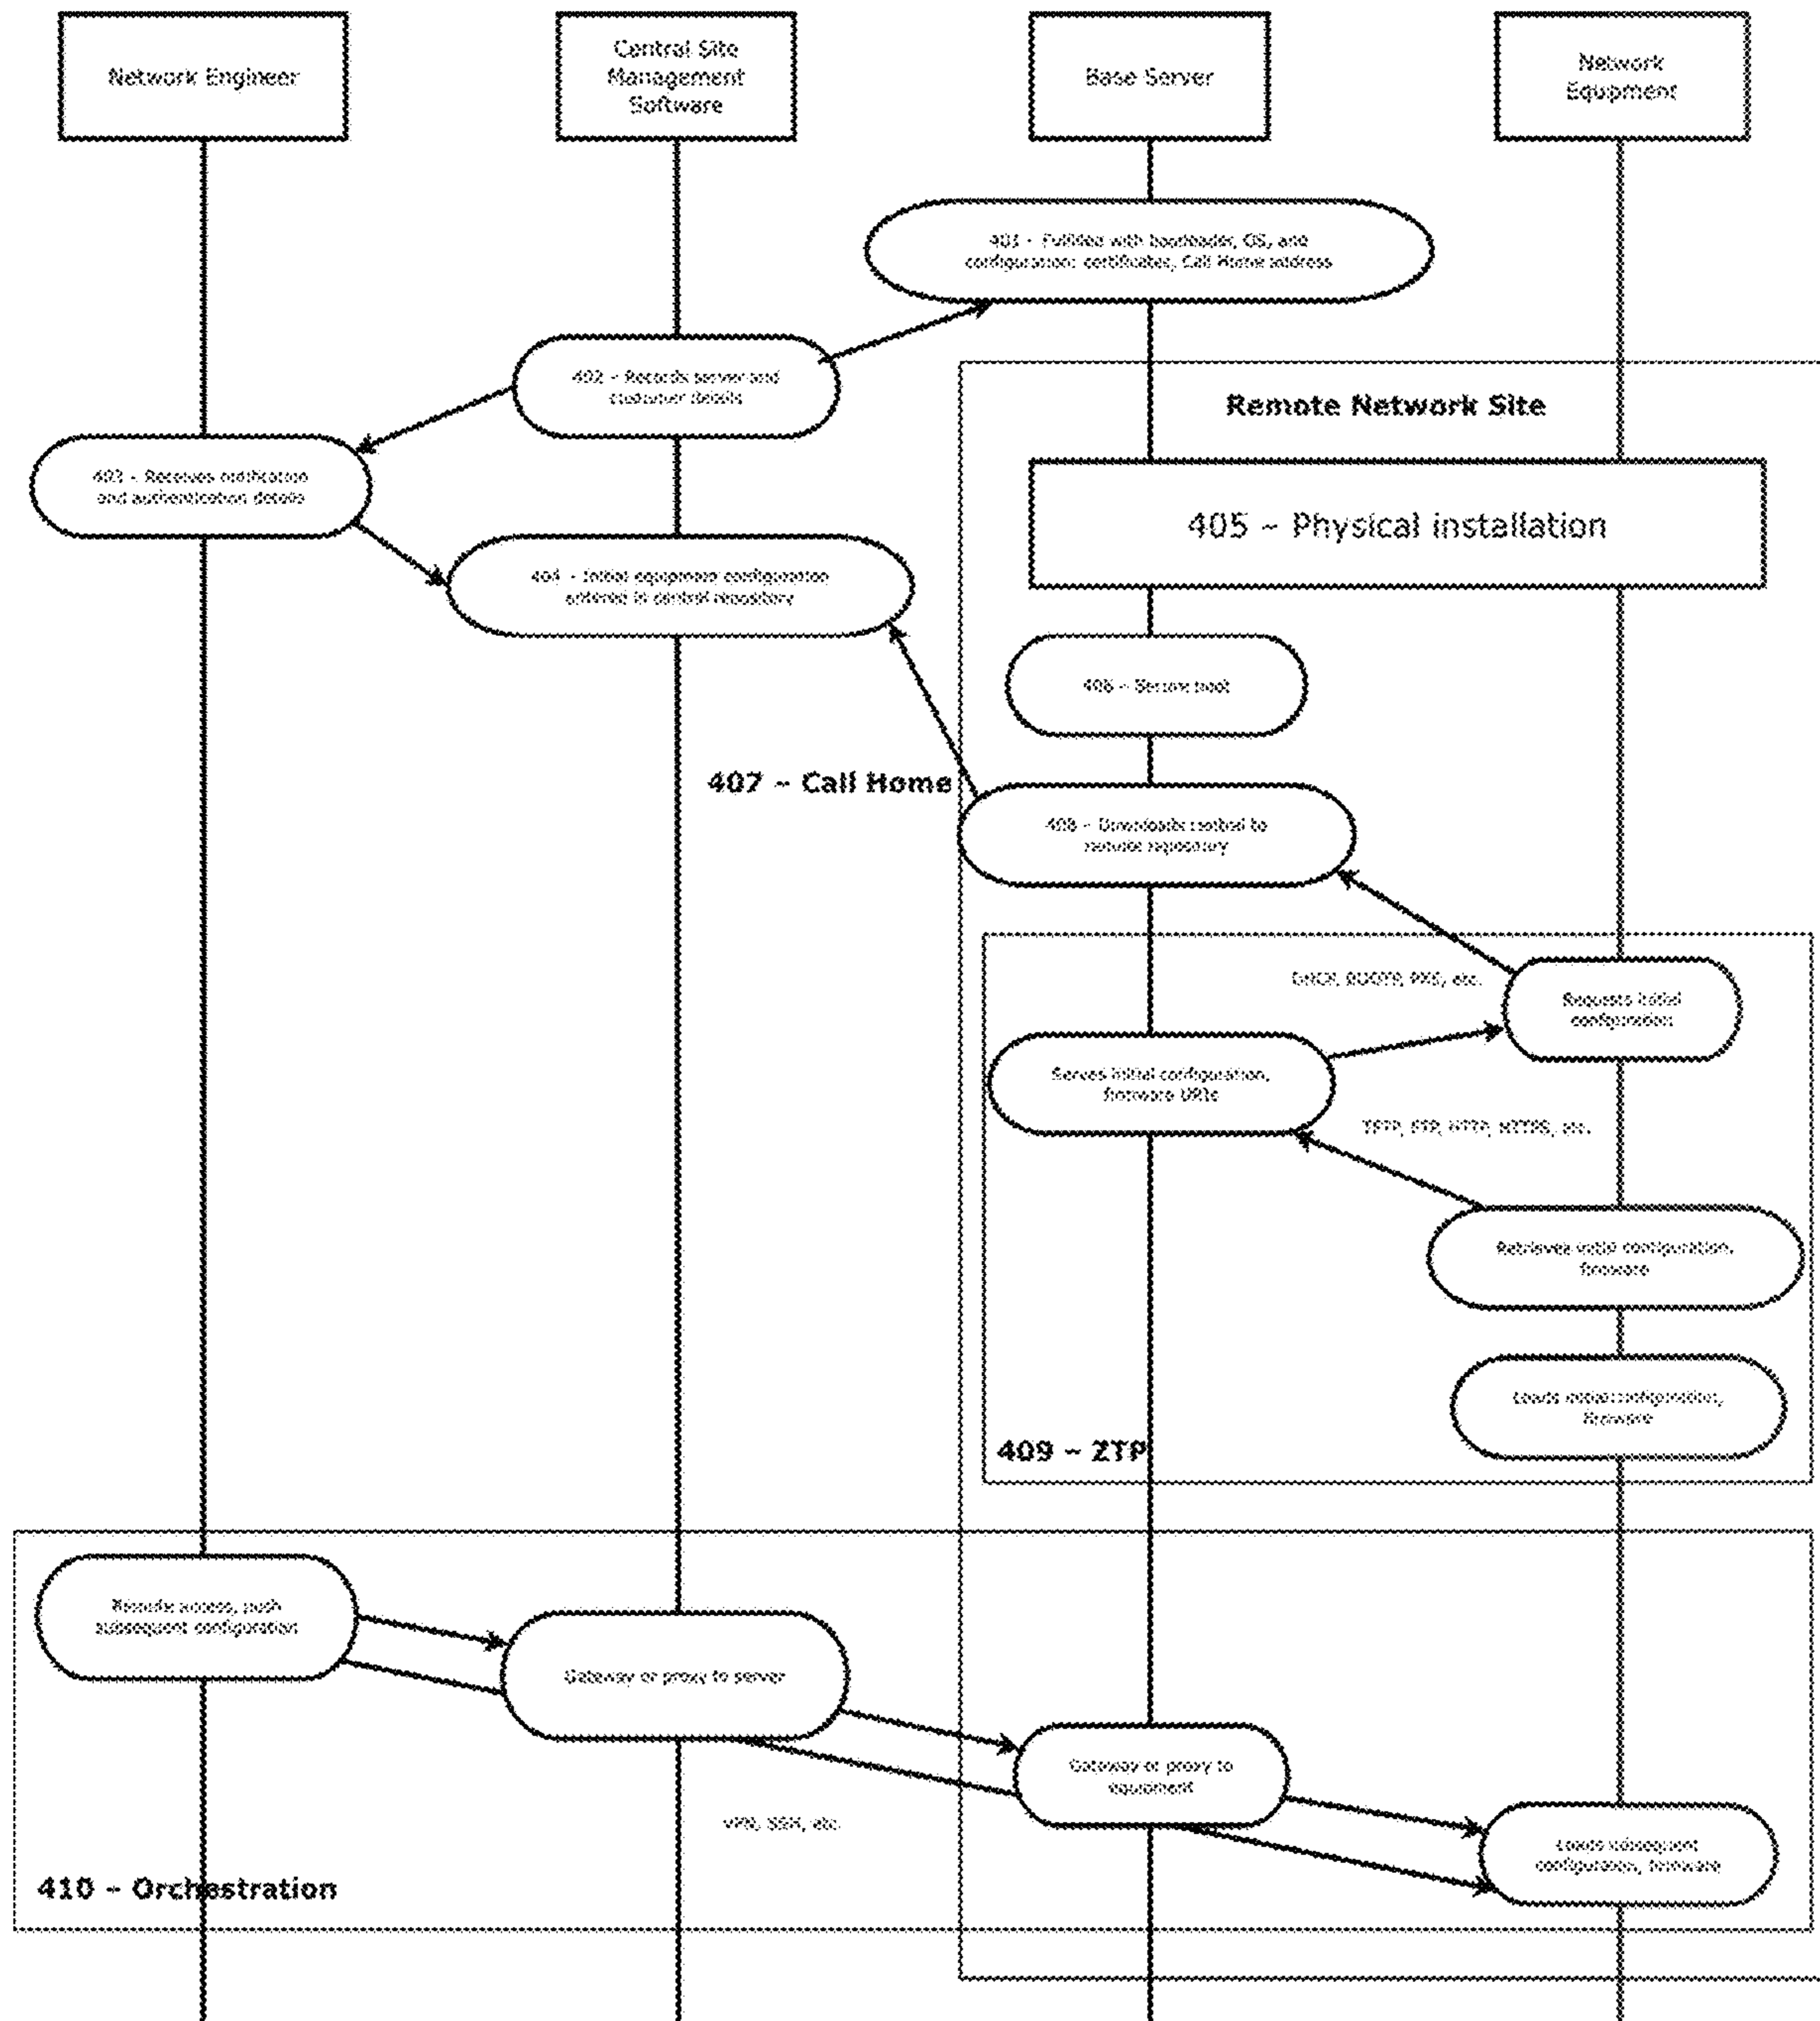 Network Engineer
Central Site
Management
Software
Base Server
Network
Equpment
401 - Fulfilled with bootloader, OS, and
configuration: certificates, Call Home address
402 - Records server and
customer details
Remote Network Site
403 - Receives notification
and authentication details
405 - Physical installation
404 - Initial equipment configuration
entered in central repository
406 - Secure boot
407 - Call Home
408 - Downloads central to
remote repository
DHCP, BOOTP, PXE, etc.
Requests initial
configuration
Serves initial configuration,
firmware URIs
TFTP, FTP, HTTP, HTTPS, etc.
Retrieves initial configuration,
firmware
Loads initial configuration,
firmware
409 - ZTP
Remote access, push
subsequent configuration
Gateway or proxy to server
Gateway or proxy to
equipment
VPN, SSH, etc.
Loads subsequent
configuration, firmware
410 - Orchestration